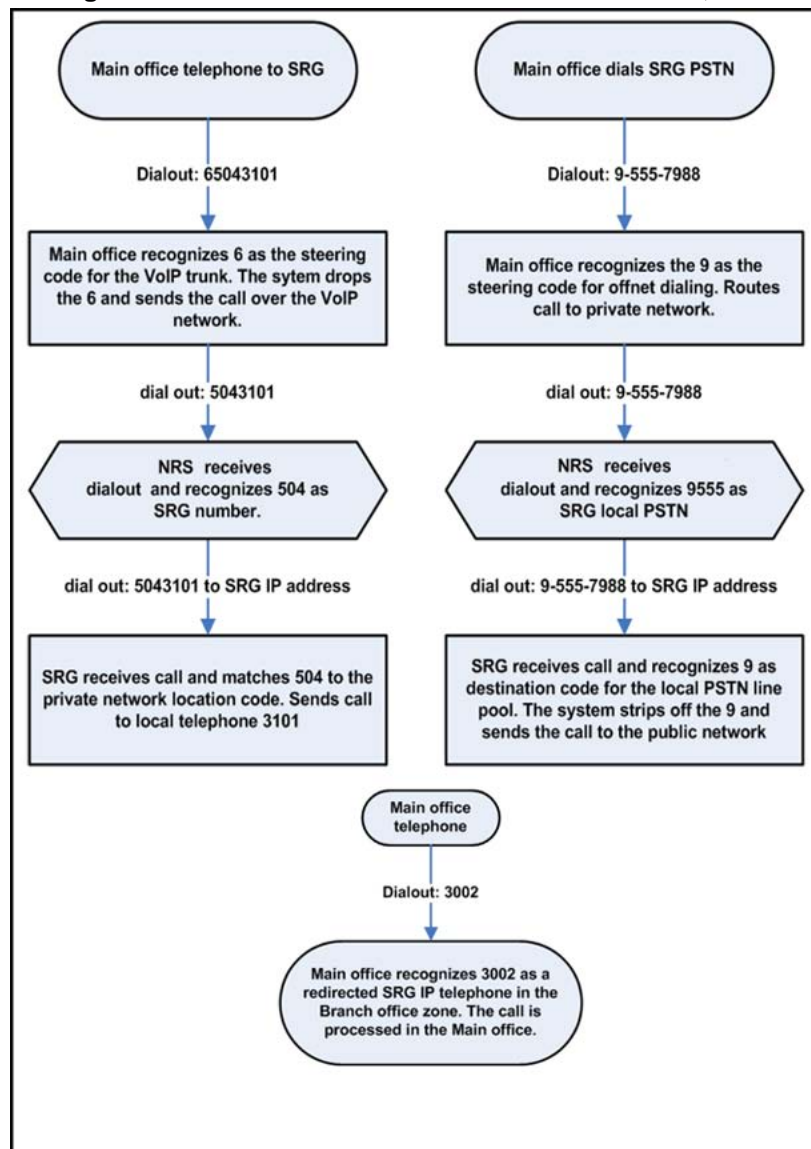 Main office telephone to SRG
Dialout: 65043101
Main office recognizes 6 as the steering
code for the VoIP trunk. The sytem drops
the 6 and sends the call over the VoIP
network.
dial out: 5043101
NRS receives
dialout and recognizes 504 as
SRG number.
dial out: 5043101 to SRG IP address
SRG receives call and matches 504 to the
private network location code. Sends call
to local telephone 3101
Main office dials SRG PSTN
Dialout: 9-555-7988
Main office recognizes the 9 as the
steering code for offnet dialing. Routes
call to private network.
dial out: 9-555-7988
NRS receives
dialout and recognizes 9555 as
SRG local PSTN
dial out: 9-555-7988 to SRG IP address
SRG receives call and recognizes 9 as
destination code for the local PSTN line
pool. The system strips off the 9 and
sends the call to the public network
Main office
telephone
Dialout: 3002
Main office recognizes 3002 as a
redirected SRG IP telephone in the
Branch office zone. The call is
processed in the Main office.